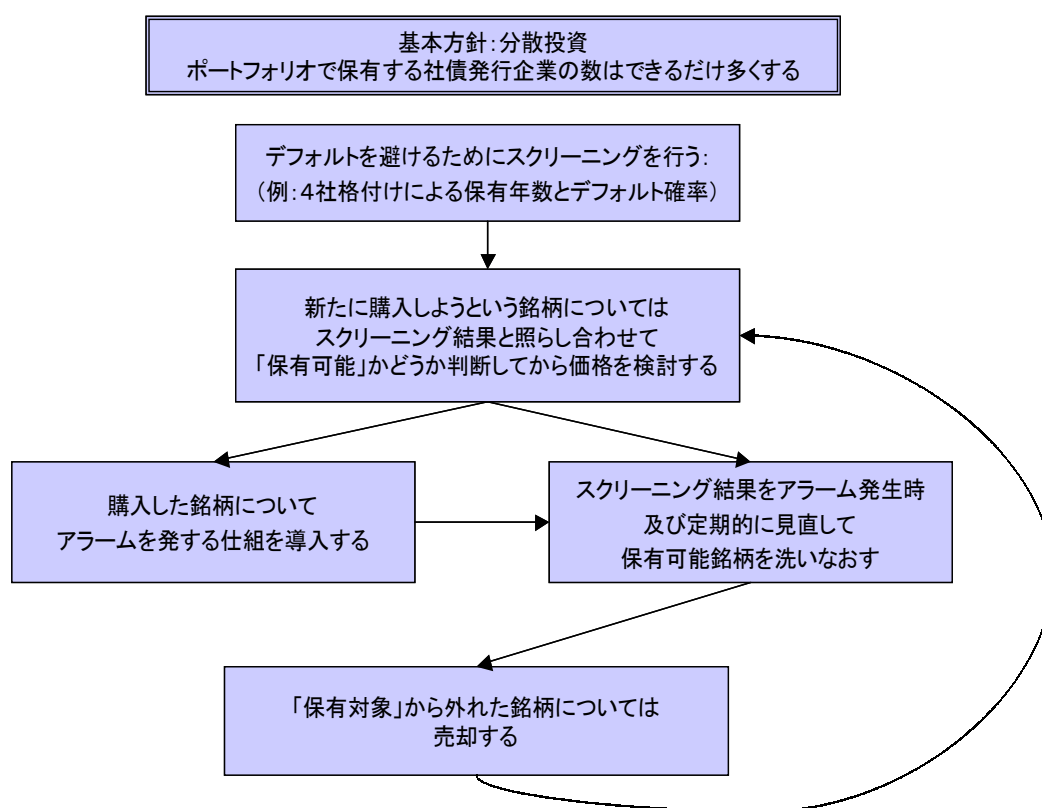 基本方針：分散投資
ポートフォリオで保有する社債発行企業の数はできるだけ多くする
デフォルトを避けるためにスクリーニングを行う：
（例：４社格付けによる保有年数とデフォルト確率）
新たに購入しようという銘柄については
スクリーニング結果と照らし合わせて
「保有可能」かどうか判断してから価格を検討する
購入した銘柄について
アラームを発する仕組を導入する
スクリーニング結果をアラーム発生時
及び定期的に見直して
保有可能銘柄を洗いなおす
「保有対象」から外れた銘柄については
売却する